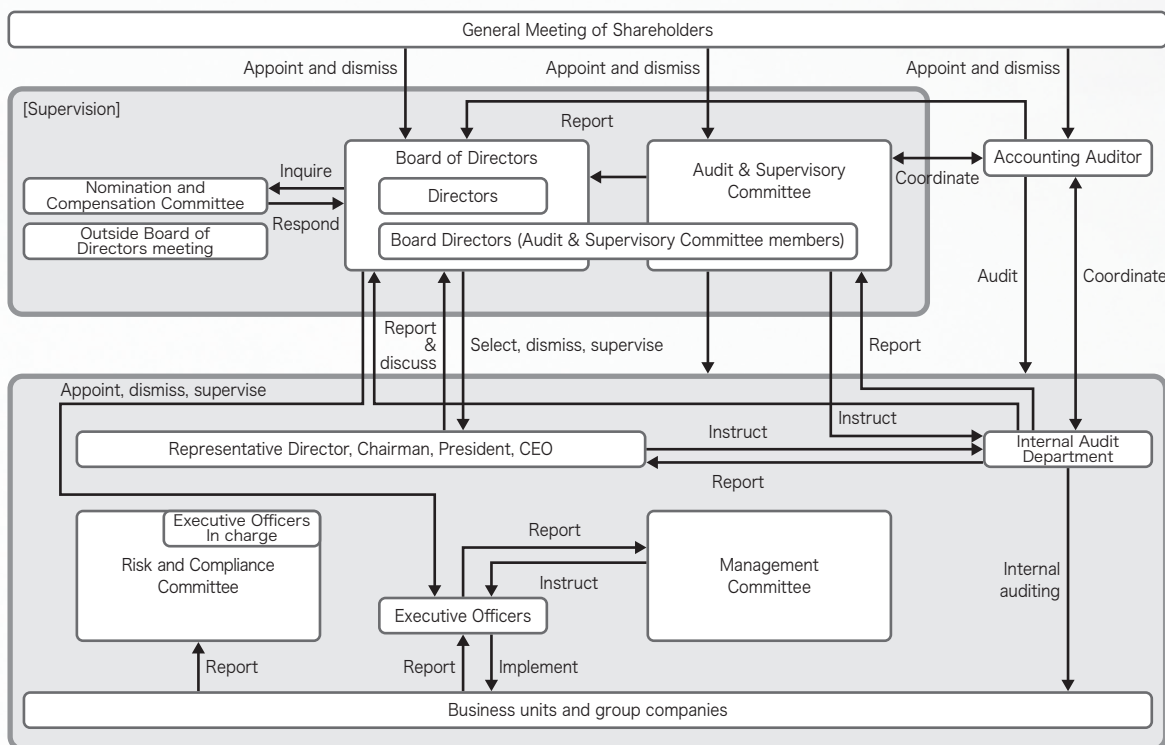 General Meeting of Shareholders
Appoint and dismiss
Appoint and dismiss
Appoint and dismiss
[Supervision]
Report
Board of Directors
Directors
Audit & Supervisory
Committee
Accounting Auditor
Coordinate
Inquire
Nomination and
Compensation Committee
Respond
Outside Board of
Directors meeting
Board Directors (Audit & Supervisory Committee members)
Audit
Coordinate
Report
&
discuss
Select, dismiss, supervise
Report
Appoint, dismiss, supervise
Instruct
Representative Director, Chairman, President, CEO
Instruct
Report
Internal Audit
Department
Executive Officers
In charge
Risk and Compliance
Committee
Report
Instruct
Management
Committee
Internal
auditing
Executive Officers
Report
Report
Implement
Business units and group companies